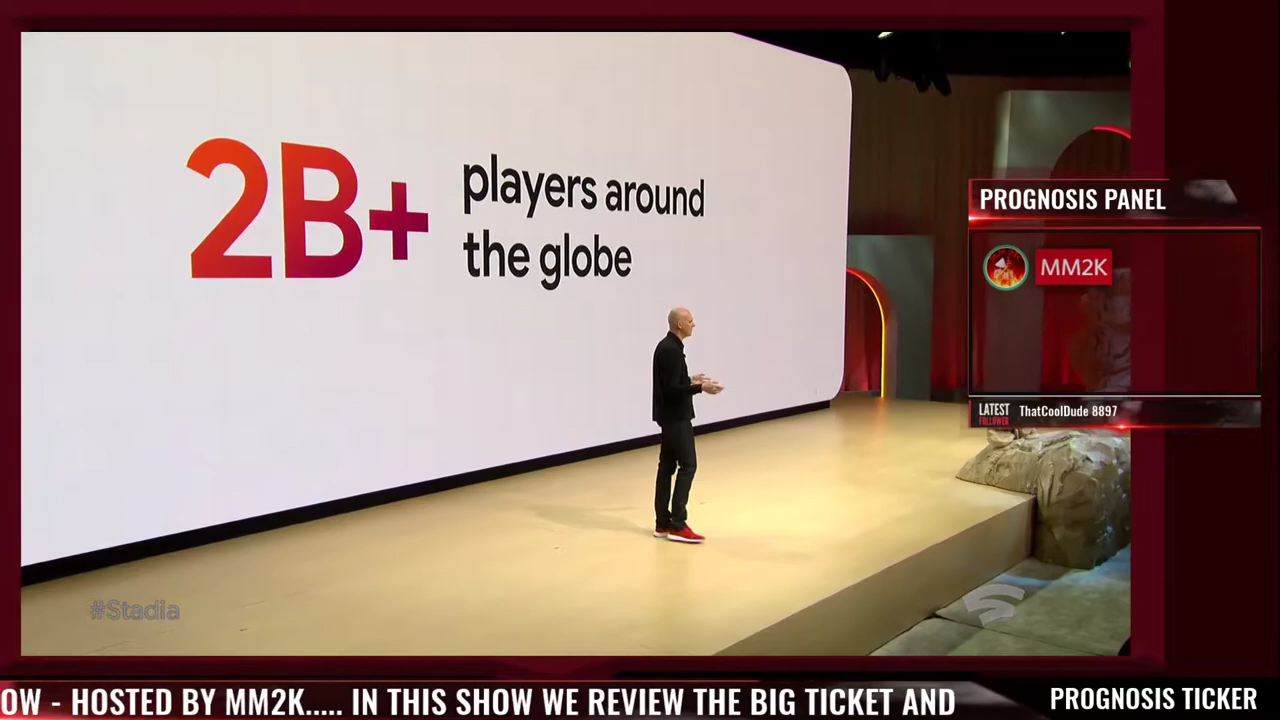 2B+
players around
the globe
PROGNOSIS PANEL
MM2K
LATEST
FOLLOWER
ThatCoolDude 8897
#Stadia
OW - HOSTED BY MM2K..... IN THIS SHOW WE REVIEW THE BIG TICKET AND
PROGNOSIS TICKER